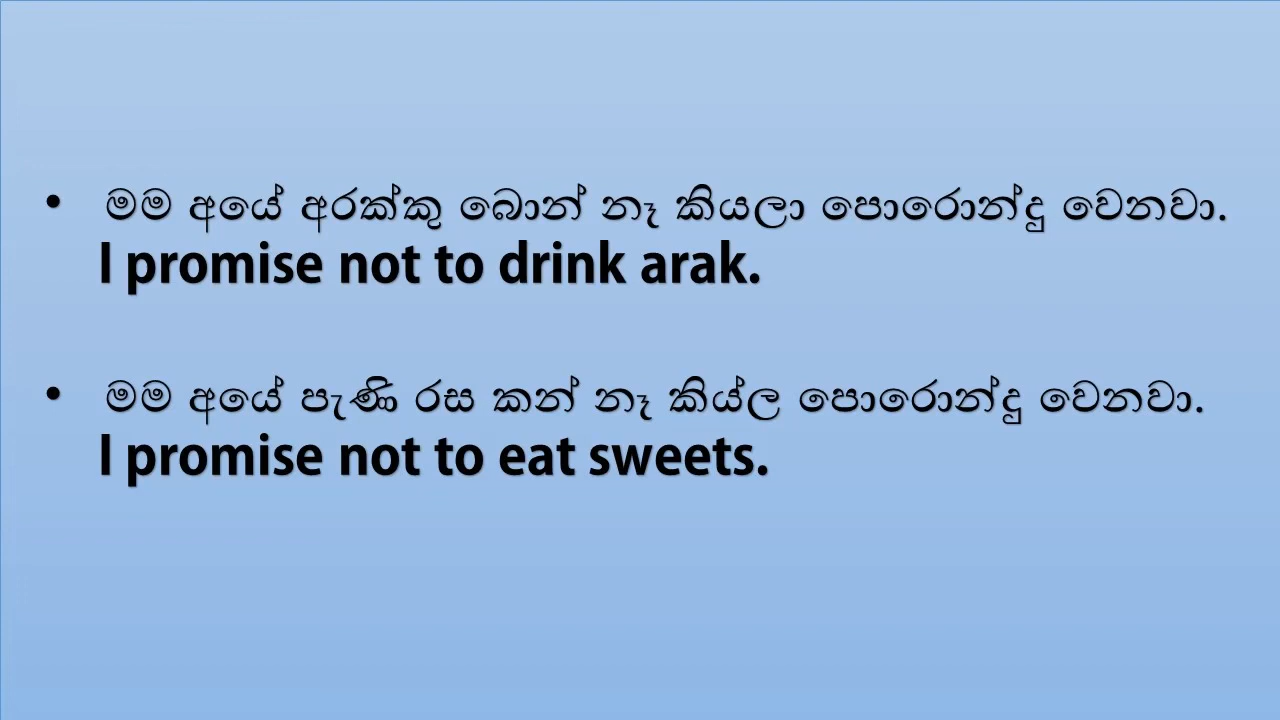 • මම අයේ අරක්කු බොන් නෑ කියලා පොරොන්දු වෙනවා.
I promise not to drink arak.
• මම අයේ පැණි රස කන් නෑ කිය්ල පොරොන්දු වෙනවා.
I promise not to eat sweets.